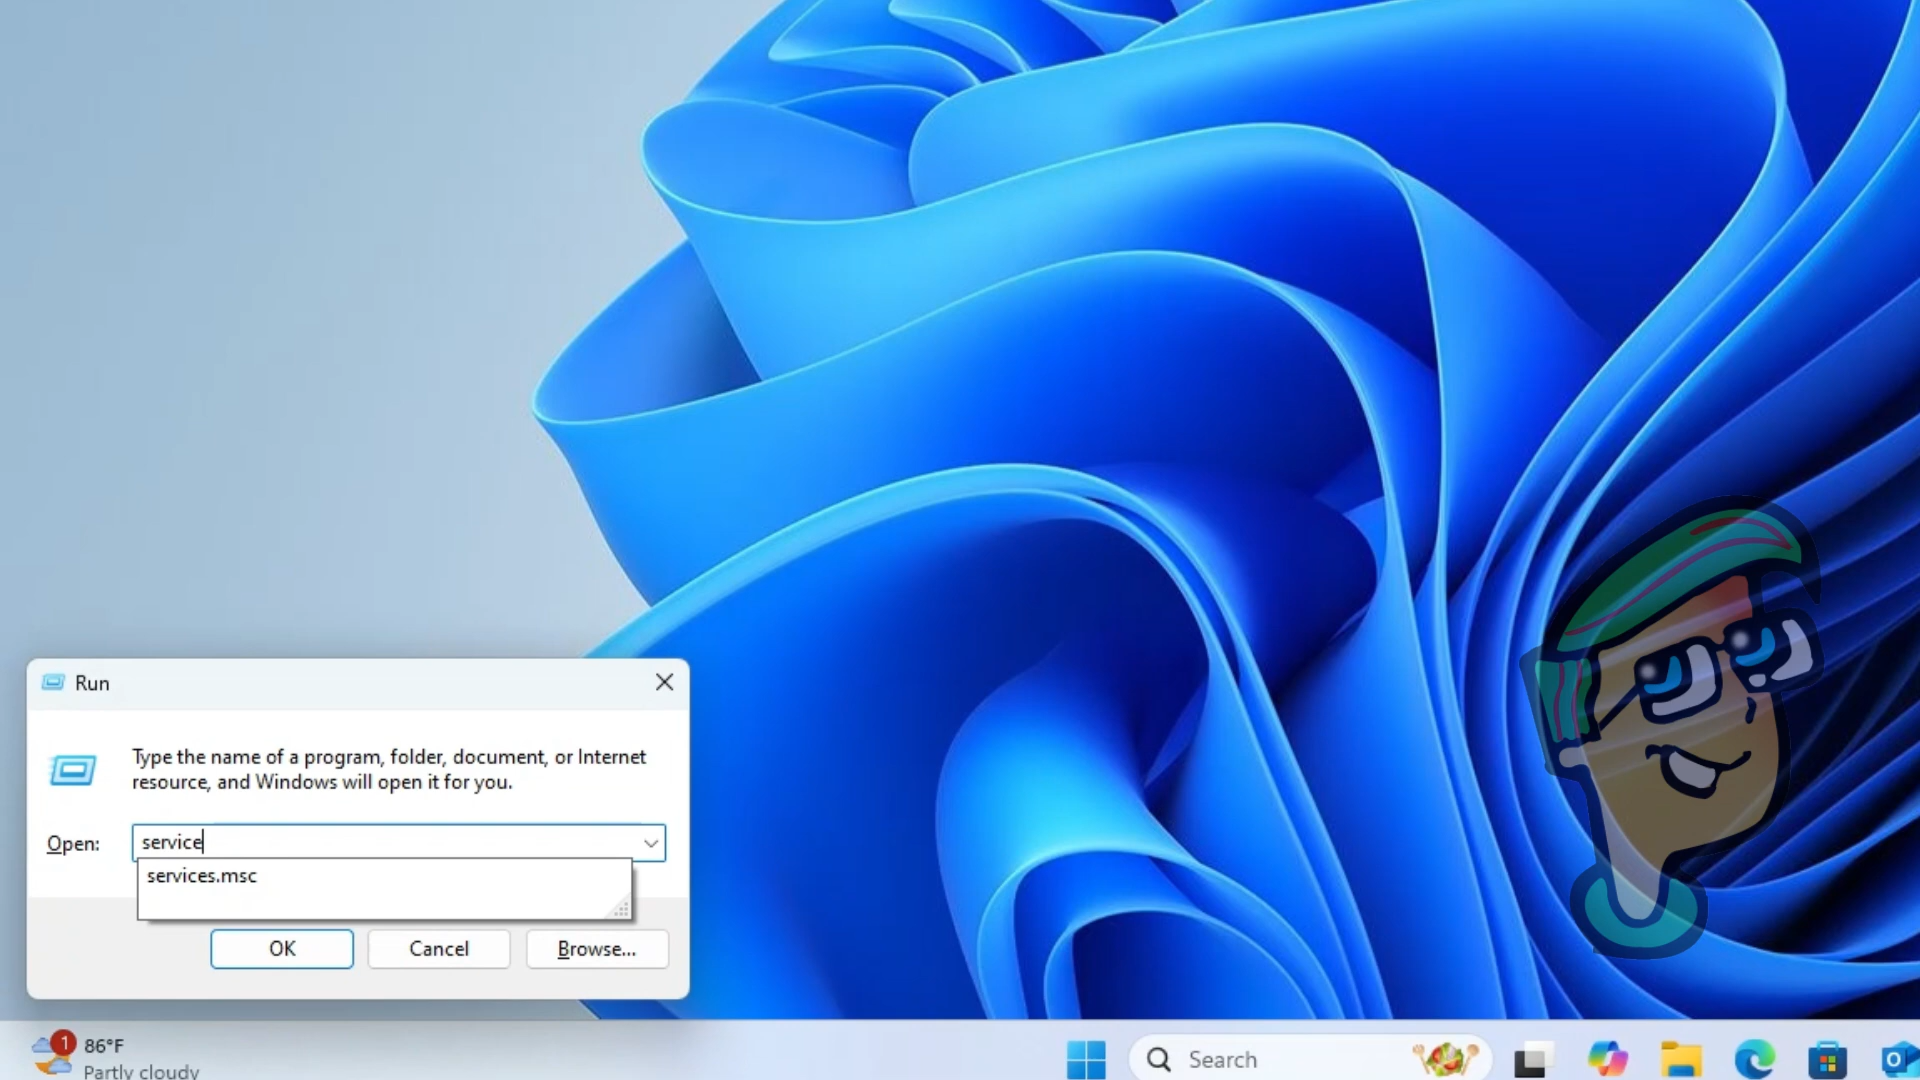 Run
Type the name of a program, folder, document, or Internet
resource, and Windows will open it for you.
Open:
service
services.msc
OK
Cancel
Browse...
1
86°F
Partly cloudy
Search